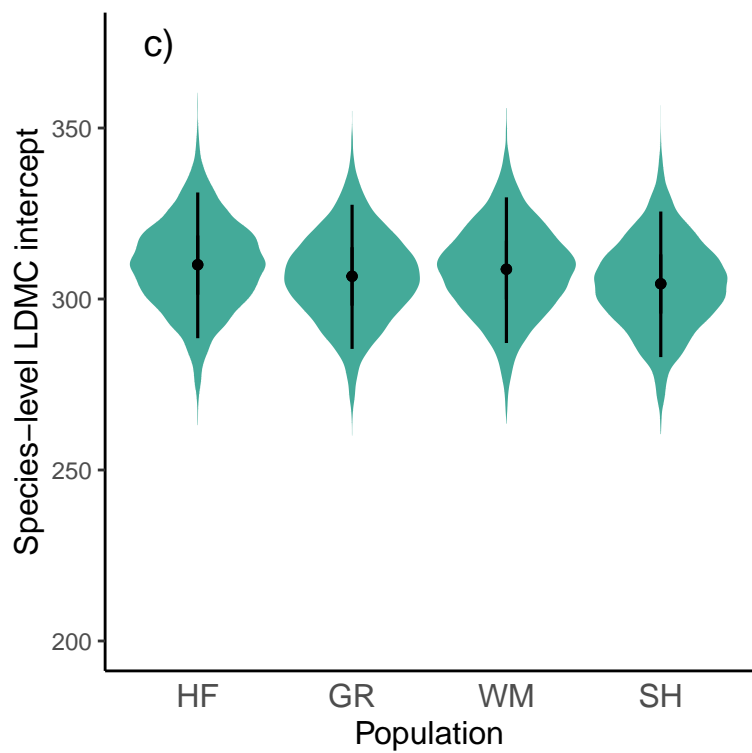 c)
Species−level LDMC intercept
350
300
250
200
HF GR WM SH
Population